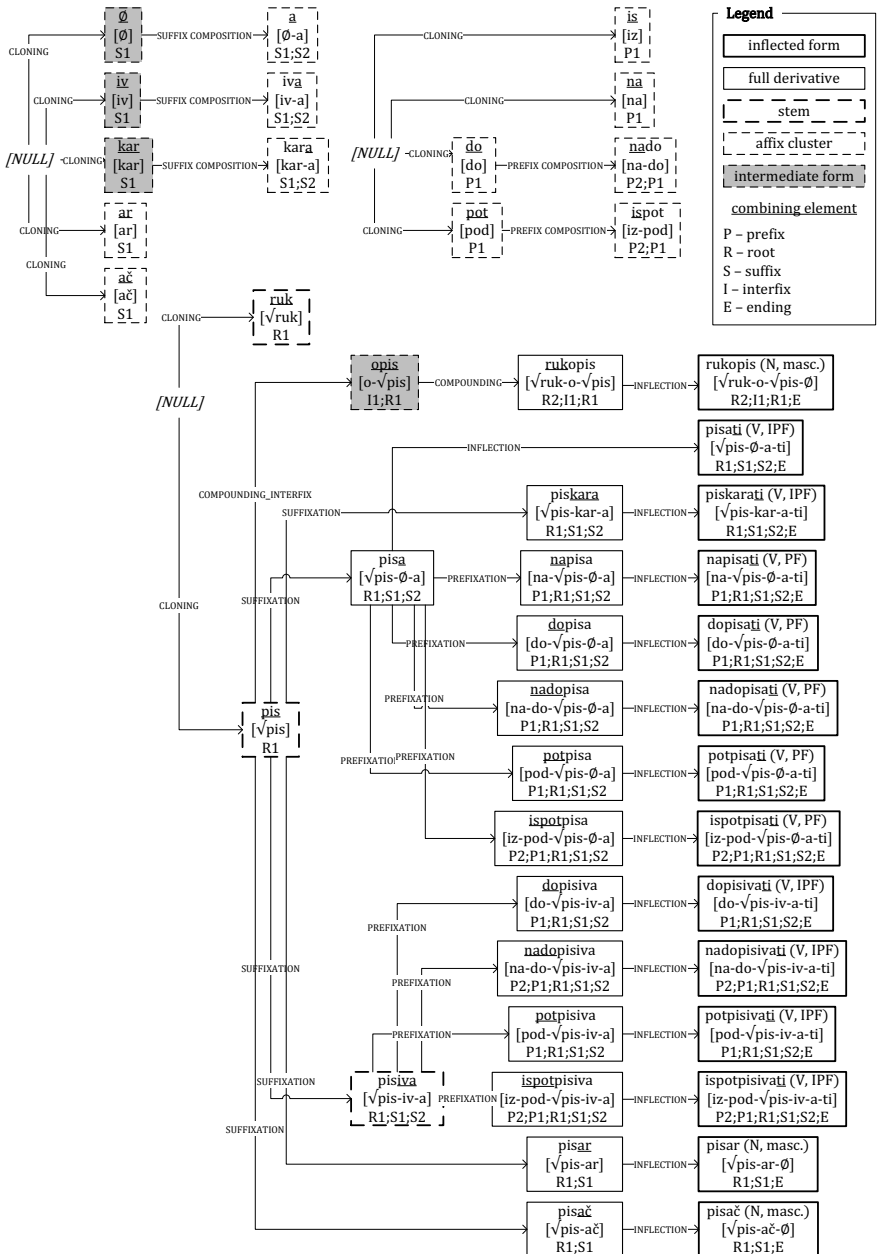 Ø
[Ø]
S1
SUFFIX COMPOSITION
a
[Ø-a]
S1;S2
CLONING
iv
[iv]
S1
CLONING
SUFFIX COMPOSITION
iva
[iv-a]
S1;S2
[NULL]
CLONING
kar
[kar]
S1
SUFFIX COMPOSITION
kara
[kar-a]
S1;S2
CLONING
ar
[ar]
S1
CLONING
ač
[ač]
S1
CLONING
is
[iz]
P1
CLONING
na
[na]
P1
[NULL]
CLONING
do
[do]
P1
PREFIX COMPOSITION
nado
[na-do]
P2;P1
CLONING
pot
[pod]
P1
PREFIX COMPOSITION
ispot
[iz-pod]
P2;P1
Legend
inflected form
full derivative
stem
affix cluster
intermediate form
combining element
P – prefix
R – root
S – suffix
I – interfix
E – ending
CLONING
ruk
[√ruk]
R1
[NULL]
CLONING
pis
[√pis]
R1
COMPOUNDING_INTERFIX
opis
[o-√pis]
I1;R1
COMPOUNDING
rukopis
[√ruk-o-√pis]
R2;I1;R1
INFLECTION
rukopis (N, masc.)
[√ruk-o-√pis-Ø]
R2;I1;R1;E
INFLECTION
pisati (V, IPF)
[√pis-Ø-a-ti]
R1;S1;S2;E
SUFFIXATION
piskara
[√pis-kar-a]
R1;S1;S2
INFLECTION
piskarati (V, IPF)
[√pis-kar-a-ti]
R1;S1;S2;E
SUFFIXATION
pisa
[√pis-Ø-a]
R1;S1;S2
PREFIXATION
napisa
[na-√pis-Ø-a]
P1;R1;S1;S2
INFLECTION
napisati (V, PF)
[na-√pis-Ø-a-ti]
P1;R1;S1;S2;E
PREFIXATION
dopisa
[do-√pis-Ø-a]
P1;R1;S1;S2
INFLECTION
dopisati (V, PF)
[do-√pis-Ø-a-ti]
P1;R1;S1;S2;E
PREFIXATION
nadopisa
[na-do-√pis-Ø-a]
P1;R1;S1;S2
INFLECTION
nadopisati (V, PF)
[na-do-√pis-Ø-a-ti]
P1;R1;S1;S2;E
PREFIXATION
potpisa
[pod-√pis-Ø-a]
P1;R1;S1;S2
INFLECTION
potpisati (V, PF)
[pod-√pis-Ø-a-ti]
P1;R1;S1;S2;E
PREFIXATION
ispotpisa
[iz-pod-√pis-Ø-a]
P2;P1;R1;S1;S2
INFLECTION
ispotpisati (V, PF)
[iz-pod-√pis-Ø-a-ti]
P2;P1;R1;S1;S2;E
PREFIXATION
dopisiva
[do-√pis-iv-a]
P1;R1;S1;S2
INFLECTION
dopisivati (V, IPF)
[do-√pis-iv-a-ti]
P1;R1;S1;S2;E
SUFFIXATION
PREFIXATION
nadopisiva
[na-do-√pis-iv-a]
P2;P1;R1;S1;S2
INFLECTION
nadopisivati (V, IPF)
[na-do-√pis-iv-a-ti]
P2;P1;R1;S1;S2;E
PREFIXATION
potpisiva
[pod-√pis-iv-a]
P1;R1;S1;S2
INFLECTION
potpisivati (V, IPF)
[pod-√pis-iv-a-ti]
P1;R1;S1;S2;E
SUFFIXATION
pisiva
[√pis-iv-a]
R1;S1;S2
PREFIXATION
ispotpisiva
[iz-pod-√pis-iv-a]
P2;P1;R1;S1;S2
INFLECTION
ispotpisivati (V, IPF)
[iz-pod-√pis-iv-a-ti]
P2;P1;R1;S1;S2;E
SUFFIXATION
pisar
[√pis-ar]
R1;S1
INFLECTION
pisar (N, masc.)
[√pis-ar-Ø]
R1;S1;E
pisač
[√pis-ač]
R1;S1
INFLECTION
pisač (N, masc.)
[√pis-ač-Ø]
R1;S1;E